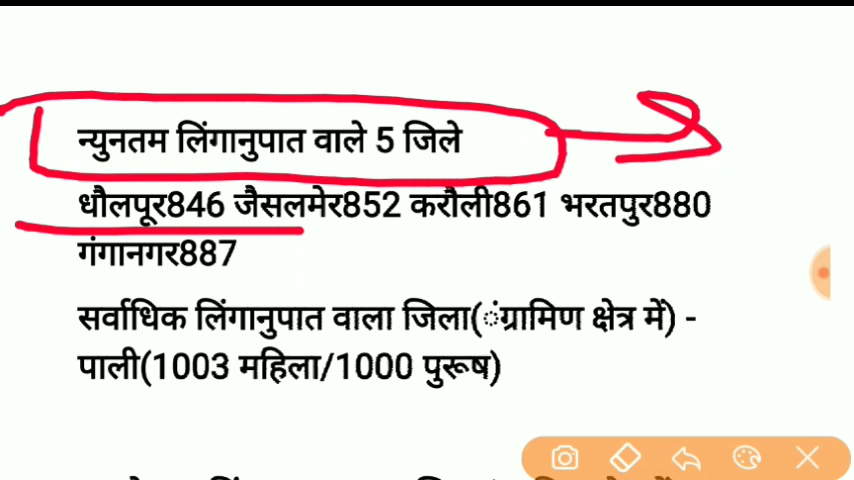 न्युनतम लिंगानुपात वाले 5 जिले
धौलपूर846 जैसलमेर852 करौली861 भरतपुर880
गंगानगर887
सर्वाधिक लिंगानुपात वाला जिला(ंग्रामिण क्षेत्र में) -
पाली(1003 महिला/1000 पुरूष)